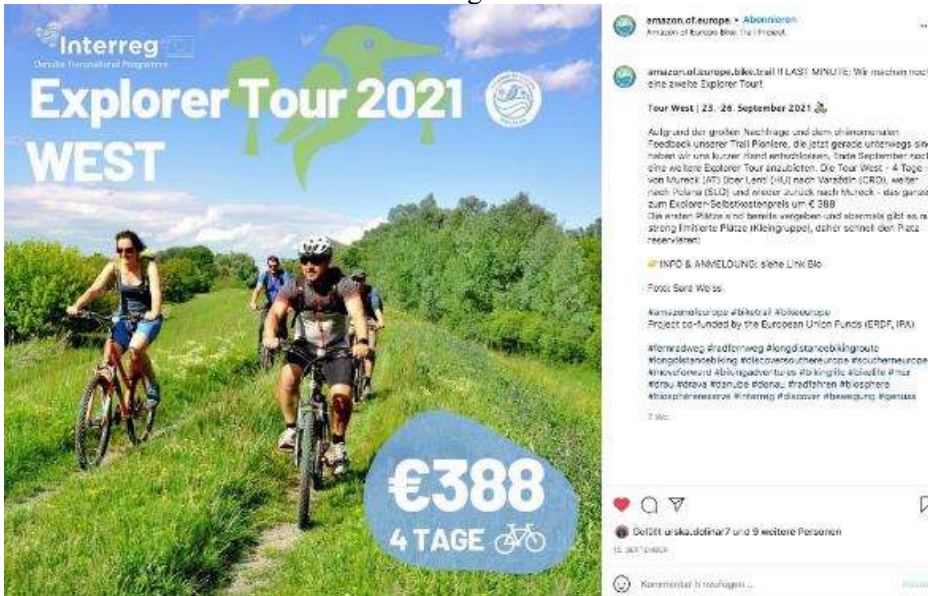 Interreg
Danube Transnational Programme
Explorer Tour 2021
WEST
€388
4 TAGE
amazon.of.europe • Abonnieren
Amazon of Europe Bike Trail Project
amazon.of.europe.bike.trail !! LAST MINUTE: Wir machen noch
eine zweite Explorer Tour!
Tour West | 23.-26. September 2021
Aufgrund der großen Nachfrage und dem phänomenalen
Feedback unserer Trail Pioniere, die jetzt gerade unterwegs sind
haben wir uns kurzer Hand entschlossen, Ende September noch
eine weitere Explorer Tour anzubieten. Die Tour West - 4 Tage
von Mureck (AT) über Lenti (HU) nach Varaždin (CRO), weiter
nach Polana (SLO) und wieder zurück nach Mureck - das ganze
zum Explorer-Selbstkostenpreis um € 388
Die ersten Plätze sind bereits vergeben und abermals gibt es nu
streng limitierte Plätze (Kleingruppe), daher schnell den Platz
reservieren:
INFO & ANMELDUNG: siehe Link Bio
Foto: Sara Weiss
#amazonofeurope #biketrail #bikeeurope
Project co-funded by the European Union Funds (ERDF, IPA)
#fernradweg #radfernweg #longdistancebikingroute
#longdistancebiking #discoversouthereurope #southerneurope
#moveforward #bikingadventures #bikinglife #bikelife #mur
#drau #drava #danube #donau #radfahren #biosphere
#biospherereserve #interreg #discover #bewegung #genuss
7 Wo.
Gefällt urska.dolinar7 und 9 weitere Personen
SEPTEMBER
Kommentar hinzufügen ...